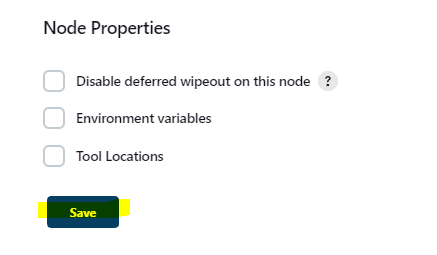 Node Properties
Disable deferred wipeout on this node ?
Environment variables
Tool Locations
Save